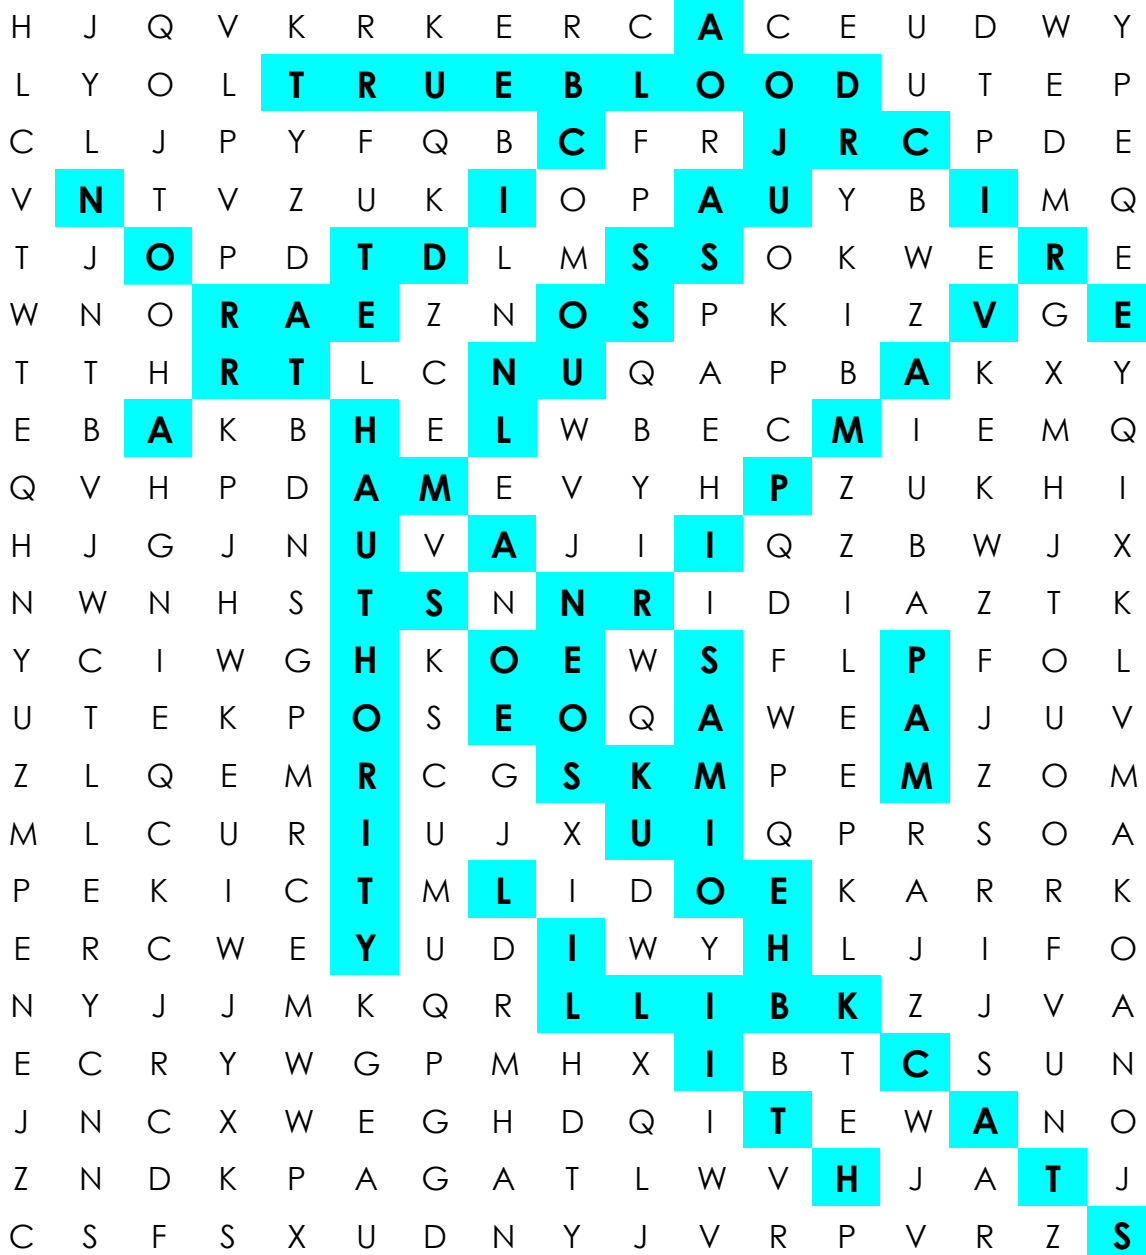 H J Q V K R K E R C A C E U D W Y
L Y O L T R U E B L O O D U T E P
C L J P Y F Q B C F R J R C P D E
V N T V Z U K I O P A U Y B I M Q
T J O P D T D L M S S O K W E R E
W N O R A E Z N O S P K I Z V G E
T T H R T L C N U Q A P B A K X Y
E B A K B H E L W B E C M I E M Q
Q V H P D A M E V Y H P Z U K H I
H J G J N U V A J I I Q Z B W J X
N W N H S T S N N R I D I A Z T K
Y C I W G H K O E W S F L P F O L
U T E K P O S E O Q A W E A J U V
Z L Q E M R C G S K M P E M Z O M
M L C U R I U J X U I Q P R S O A
P E K I C T M L I D O E K A R R K
E R C W E Y U D I W Y H L J I F O
N Y J J M K Q R L L I B K Z J V A
E C R Y W G P M H X I B T C S U N
J N C X W E G H D Q I T E W A N O
Z N D K P A G A T L W V H J A T J
C S F S X U D N Y J V R P V R Z S